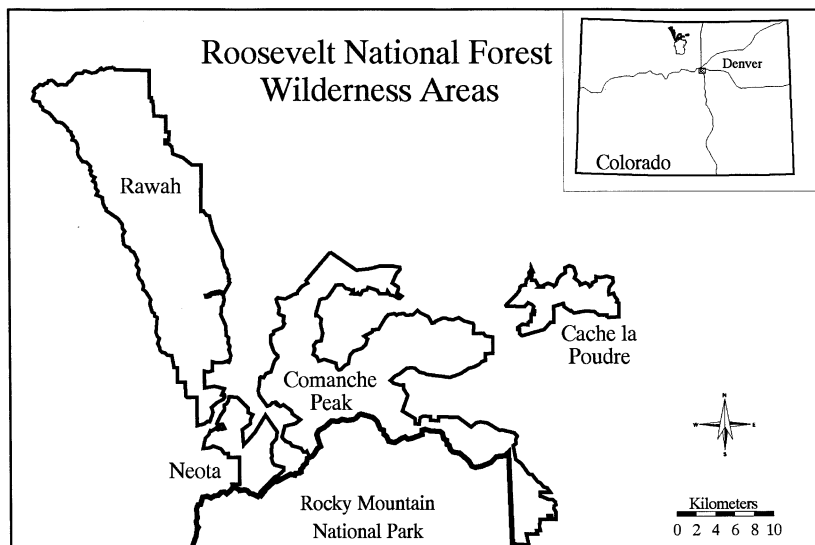 Roosevelt National Forest
Wilderness Areas
Denver
Colorado
Rawah
Cache la
Poudre
Comanche
Peak
Neota
Rocky Mountain
National Park
N
W E
S
Kilometers
0 2 4 6 8 10